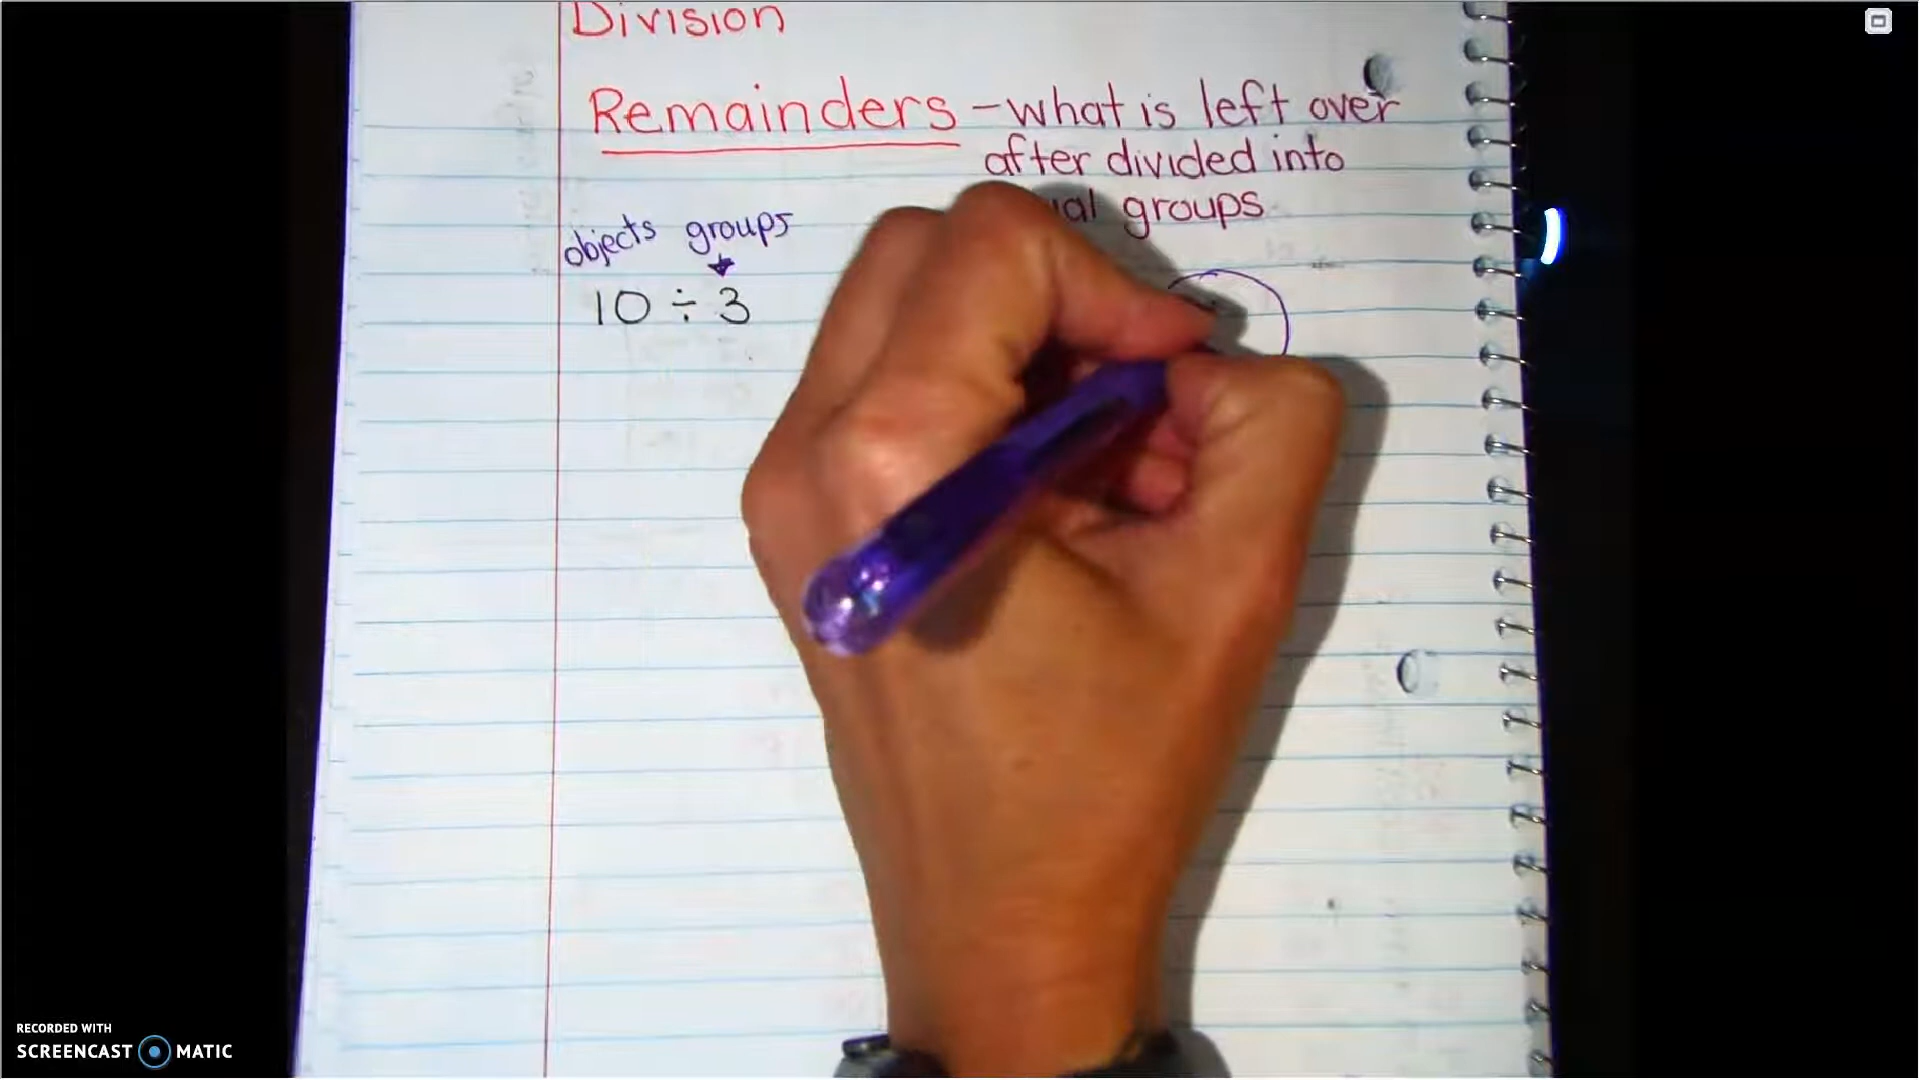 Division
Remainders - what is left over
after divided into
groups
objects groups
10 ÷ 3
RECORDED WITH
SCREENCAST MATIC